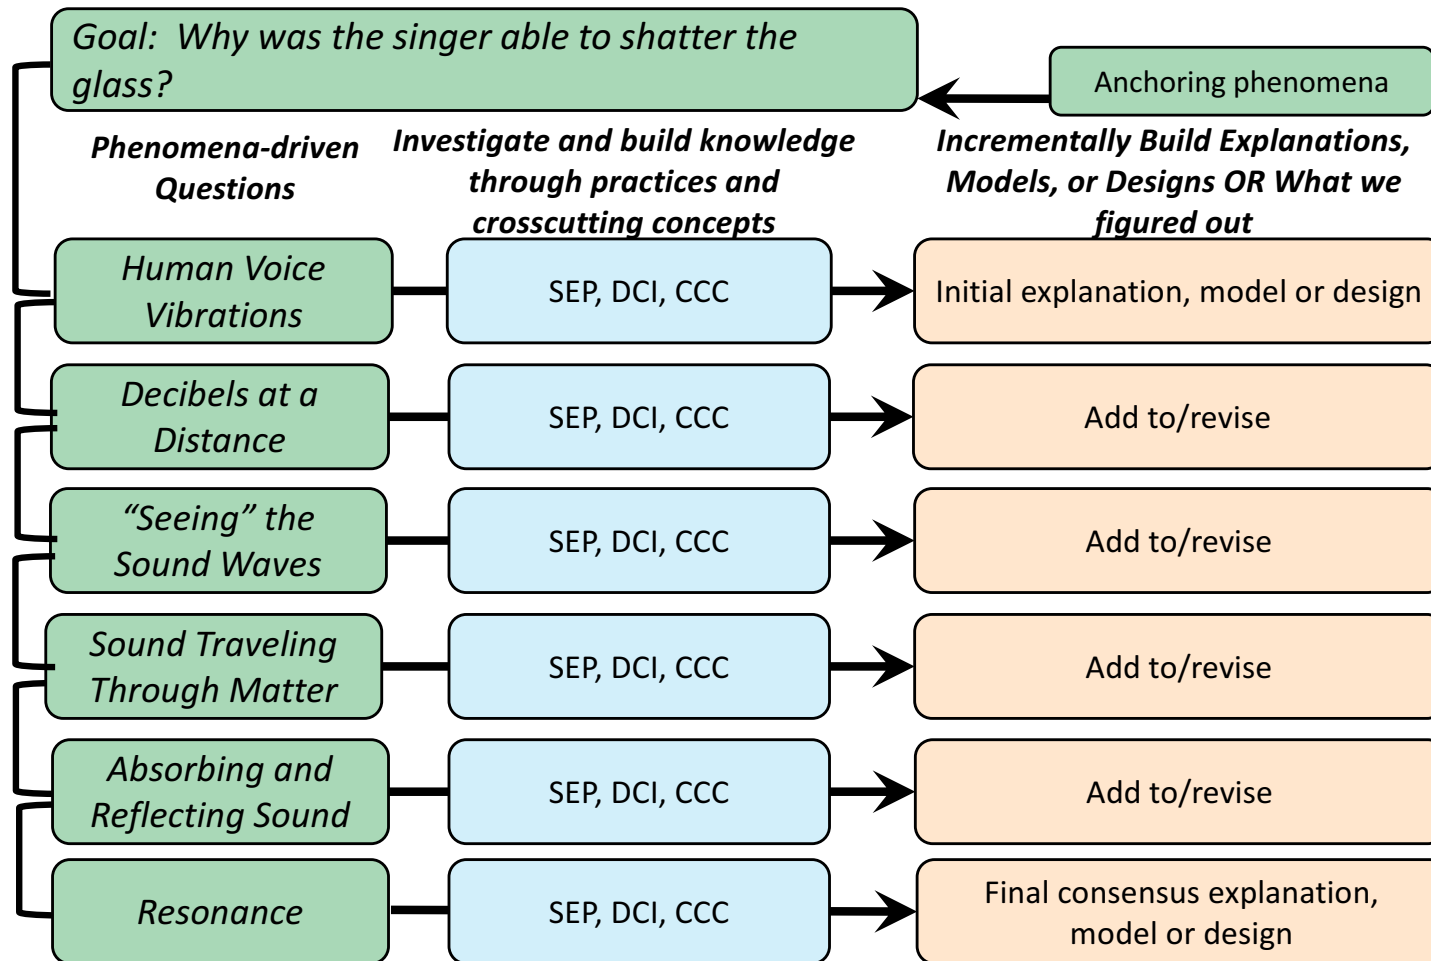 Goal:  Why was the singer able to shatter the
glass?
Anchoring phenomena
Phenomena-driven
Questions
Investigate and build knowledge
through practices and
crosscutting concepts
Incrementally Build Explanations,
Models, or Designs OR What we
figured out
Human Voice
Vibrations
SEP, DCI, CCC
Initial explanation, model or design
Decibels at a
Distance
SEP, DCI, CCC
Add to/revise
“Seeing” the
Sound Waves
SEP, DCI, CCC
Add to/revise
Sound Traveling
Through Matter
SEP, DCI, CCC
Add to/revise
Absorbing and
Reflecting Sound
SEP, DCI, CCC
Add to/revise
Resonance
SEP, DCI, CCC
Final consensus explanation,
model or design